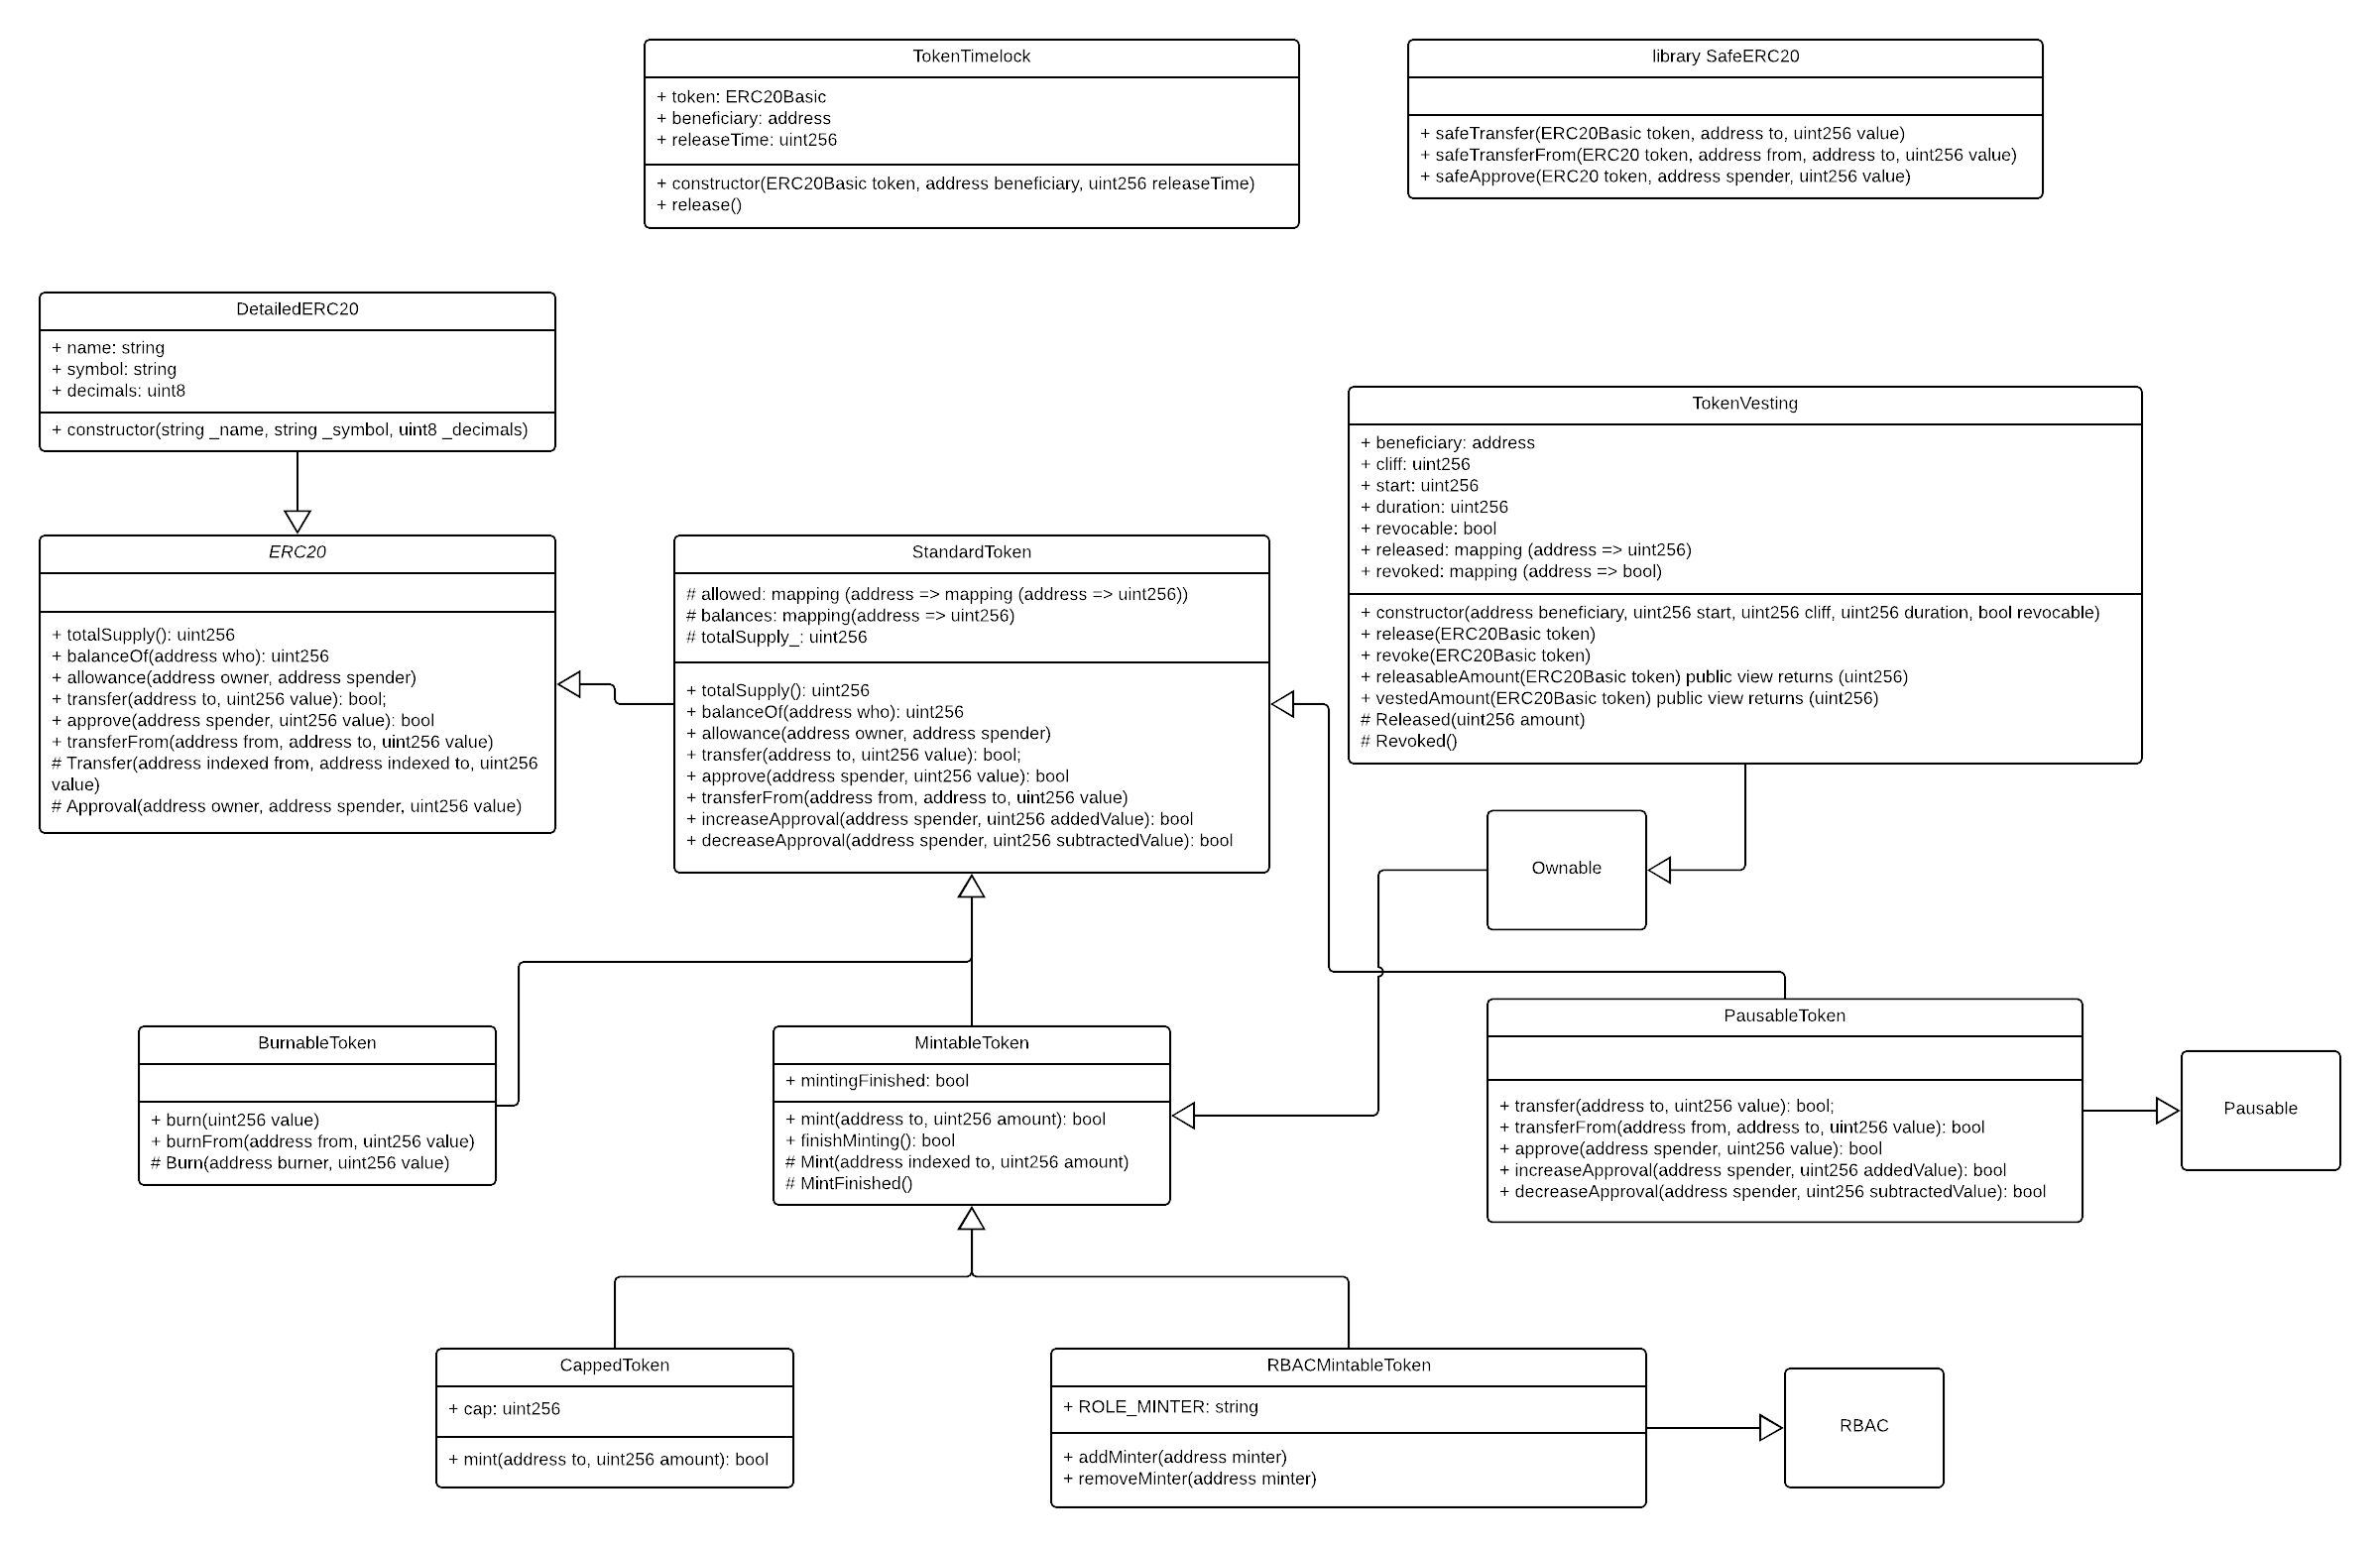 TokenTimelock
+ token: ERC20Basic
+ beneficiary: address
+ releaseTime: uint256
+ constructor(ERC20Basic token, address beneficiary, uint256 releaseTime)
+ release()
library SafeERC20
+ safeTransfer(ERC20Basic token, address to, uint256 value)
+ safeTransferFrom(ERC20 token, address from, address to, uint256 value)
+ safeApprove(ERC20 token, address spender, uint256 value)
DetailedERC20
+ name: string
+ symbol: string
+ decimals: uint8
+ constructor(string _name, string _symbol, uint8 _decimals)
TokenVesting
+ beneficiary: address
+ cliff: uint256
+ start: uint256
+ duration: uint256
+ revocable: bool
+ released: mapping (address => uint256)
+ revoked: mapping (address => bool)
+ constructor(address beneficiary, uint256 start, uint256 cliff, uint256 duration, bool revocable)
+ release(ERC20Basic token)
+ revoke(ERC20Basic token)
+ releasableAmount(ERC20Basic token) public view returns (uint256)
+ vestedAmount(ERC20Basic token) public view returns (uint256)
# Released(uint256 amount)
# Revoked()
ERC20
+ totalSupply(): uint256
+ balanceOf(address who): uint256
+ allowance(address owner, address spender)
+ transfer(address to, uint256 value): bool;
+ approve(address spender, uint256 value): bool
+ transferFrom(address from, address to, uint256 value)
# Transfer(address indexed from, address indexed to, uint256
value)
# Approval(address owner, address spender, uint256 value)
StandardToken
# allowed: mapping (address => mapping (address => uint256))
# balances: mapping(address => uint256)
# totalSupply_: uint256
+ totalSupply(): uint256
+ balanceOf(address who): uint256
+ allowance(address owner, address spender)
+ transfer(address to, uint256 value): bool;
+ approve(address spender, uint256 value): bool
+ transferFrom(address from, address to, uint256 value)
+ increaseApproval(address spender, uint256 addedValue): bool
+ decreaseApproval(address spender, uint256 subtractedValue): bool
Ownable
BurnableToken
+ burn(uint256 value)
+ burnFrom(address from, uint256 value)
# Burn(address burner, uint256 value)
MintableToken
+ mintingFinished: bool
+ mint(address to, uint256 amount): bool
+ finishMinting(): bool
# Mint(address indexed to, uint256 amount)
# MintFinished()
PausableToken
+ transfer(address to, uint256 value): bool;
+ transferFrom(address from, address to, uint256 value): bool
+ approve(address spender, uint256 value): bool
+ increaseApproval(address spender, uint256 addedValue): bool
+ decreaseApproval(address spender, uint256 subtractedValue): bool
Pausable
CappedToken
+ cap: uint256
+ mint(address to, uint256 amount): bool
RBACMintableToken
+ ROLE_MINTER: string
+ addMinter(address minter)
+ removeMinter(address minter)
RBAC